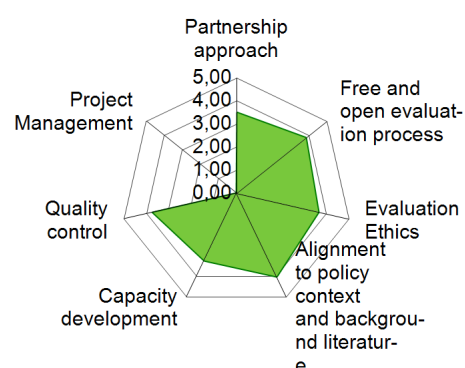 Partnership
approach
5,00
4,00
3,00
2,00
1,00
0,00
Free and
open evaluat-
ion process
Evaluation
Ethics
Alignment
to policy
context
and backgrou-
nd literatur-
e
Capacity
development
Quality
control
Project
Management